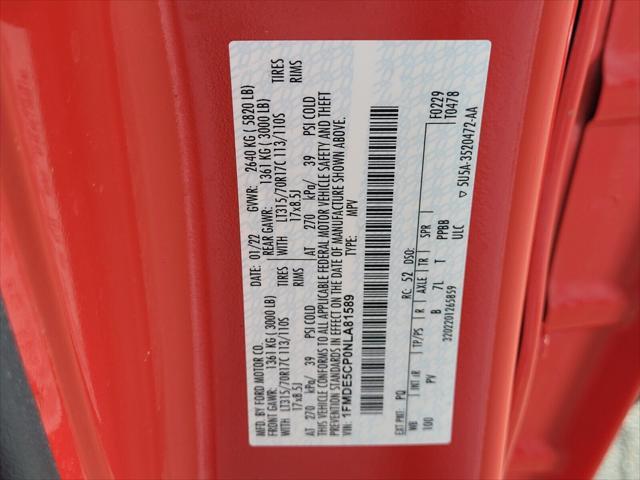 MFD. BY FORD MOTOR CO. 01/22 GVWR: 2640 KG ( 5820 LB)
FRONT GAWR: 1361 KG (3000 LB) REAR GAWR: 1361 KG (3000 LB)
WITH LT315/70R17C 113/110S TIRES WITH LT315/70R17C 113/110S TIRES
17x8.5J RIMS 17x8.5J RIMS
AT 270 kPa/ 39 PSI COLD AT 270 kPa/ 39 PSI COLD
THIS VEHICLE CONFORMS TO ALL APPLICABLE FEDERAL MOTOR VEHICLE SAFETY AND THEFT
PREVENTION STANDARDS IN EFFECT ON THE DATE OF MANUFACTURE SHOWN ABOVE.
VIN: 1FMDE5CP0NLA81589 TYPE: MPV
F0229
T0478
3202201265859
EXT PNT: PQ RC: 52 DSO:
WB INT TR TP/PS R AXLE TR SPR
100 PV B 7L T PPBB
ULC
5U5A-3520472-AA